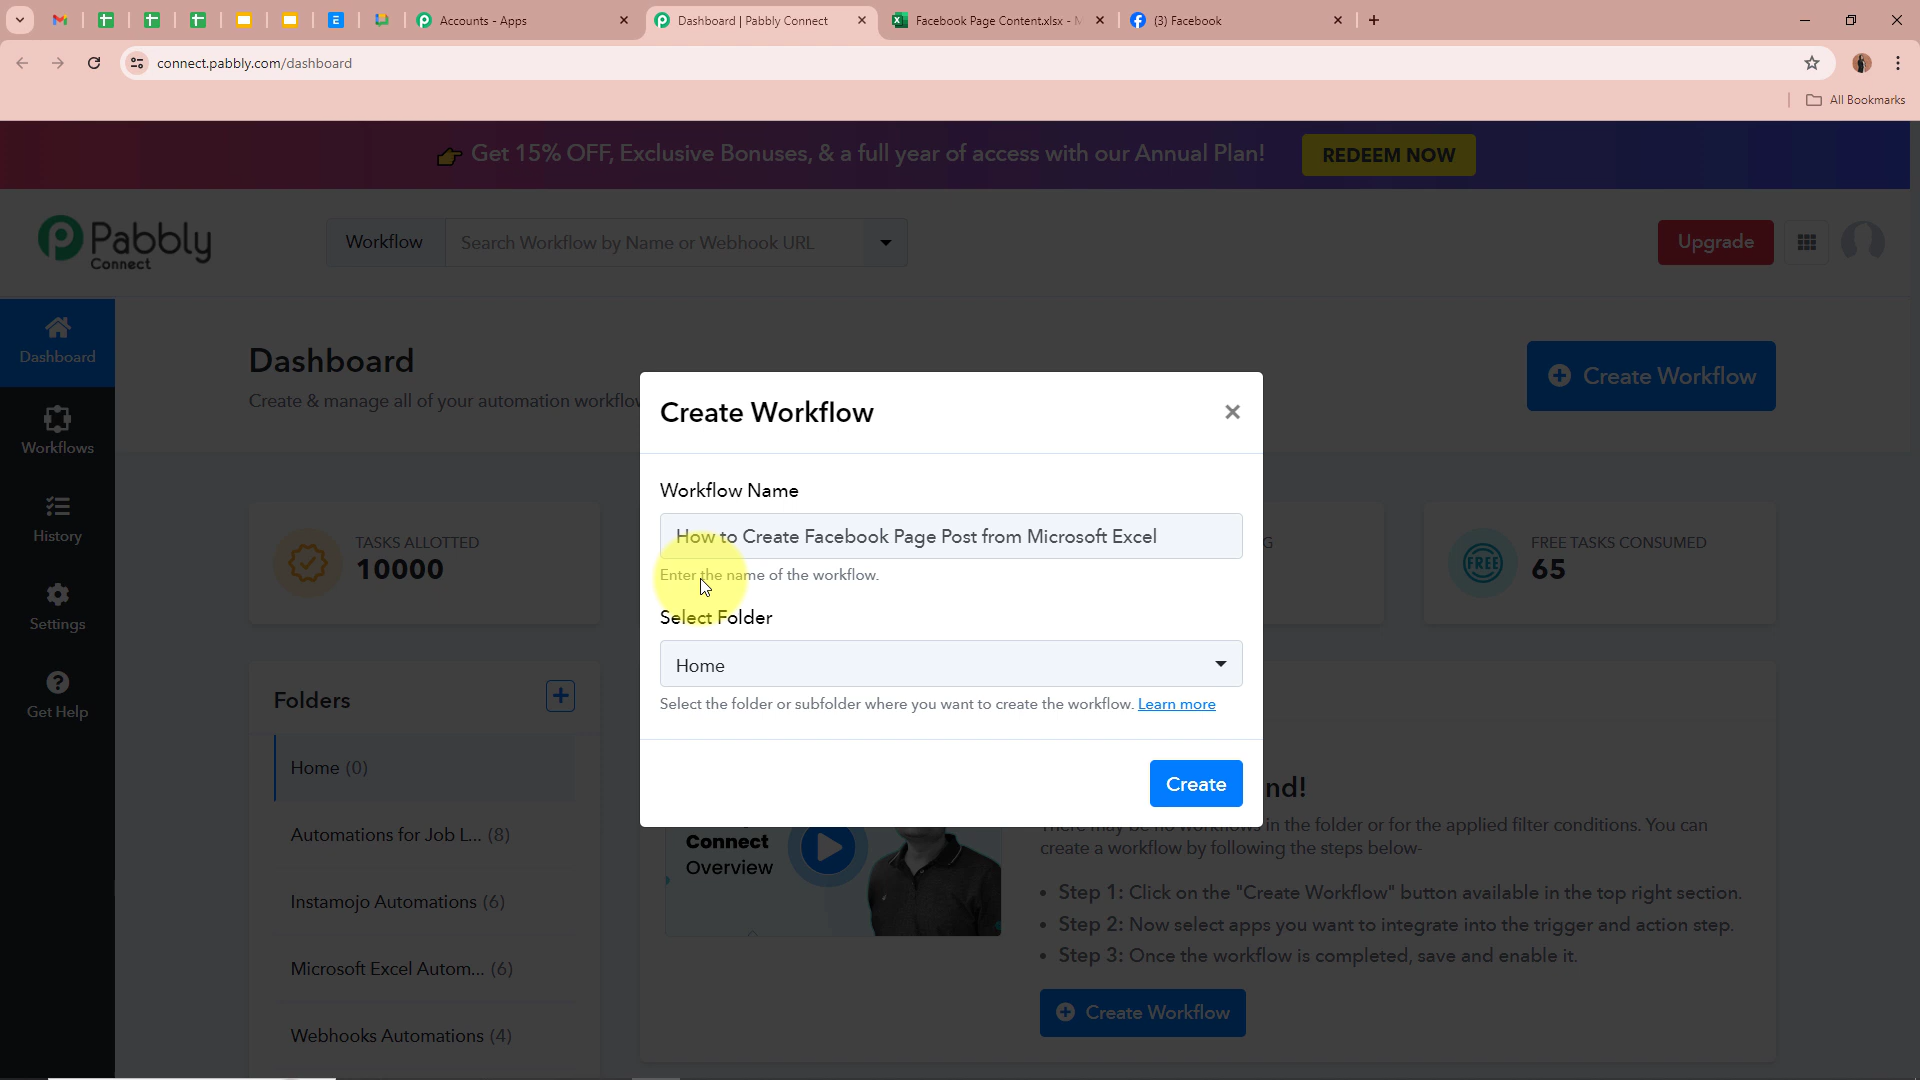 Accounts - Apps
Dashboard | Pabbly Connect
Facebook Page Content.xlsx - M
(3) Facebook
connect.pabbly.com/dashboard
All Bookmarks
👉 Get 15% OFF, Exclusive Bonuses, & a full year of access with our Annual Plan!
REDEEM NOW
Pabbly
Connect
Workflow
Search Workflow by Name or Webhook URL
Upgrade
Dashboard
Workflows
History
Settings
Get Help
Dashboard
Create & manage all of your automation workflow
Create Workflow
TASKS ALLOTTED
10000
G
FREE TASKS CONSUMED
65
FREE
Folders
Home (0)
Automations for Job L... (8)
Instamojo Automations (6)
Microsoft Excel Autom... (6)
Webhooks Automations (4)
Create Workflow
Workflow Name
How to Create Facebook Page Post from Microsoft Excel
Enter the name of the workflow.
Select Folder
Home
Select the folder or subfolder where you want to create the workflow. Learn more
Create
Connect
Overview
nd!
There may be no workflows in the folder or for the applied filter conditions. You can
create a workflow by following the steps below-
• Step 1: Click on the "Create Workflow" button available in the top right section.
• Step 2: Now select apps you want to integrate into the trigger and action step.
• Step 3: Once the workflow is completed, save and enable it.
Create Workflow